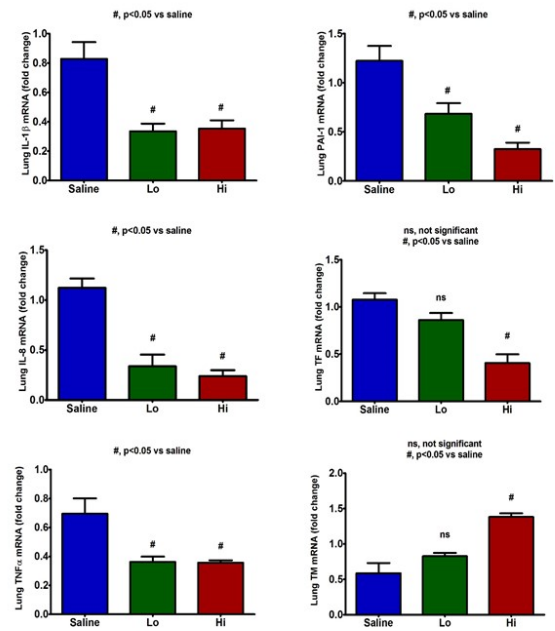 #, p<0.05 vs saline
Lung IL-1β mRNA (fold change)
1.0
0.8
0.6
0.4
0.2
0.0
#
#
Saline Lo Hi
#, p<0.05 vs saline
Lung PAI-1 mRNA (fold change)
1.5
1.0
0.5
0.0
#
#
Saline Lo Hi
#, p<0.05 vs saline
Lung IL-8 mRNA (fold change)
1.5
1.0
0.5
0.0
#
#
Saline Lo Hi
ns, not significant
#, p<0.05 vs saline
Lung TF mRNA (fold change)
1.5
1.0
0.5
0.0
ns
#
Saline Lo Hi
#, p<0.05 vs saline
Lung TNFα mRNA (fold change)
1.0
0.8
0.6
0.4
0.2
0.0
#
#
Saline Lo Hi
ns, not significant
#, p<0.05 vs saline
Lung TM mRNA (fold change)
2.0
1.5
1.0
0.5
0.0
ns
#
Saline Lo Hi